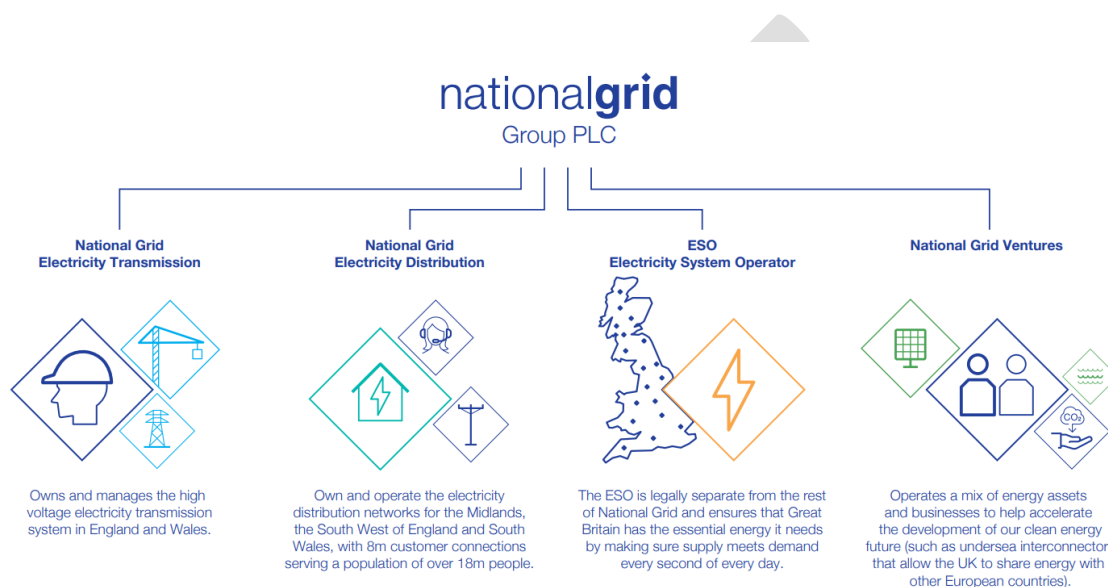 nationalgrid
Group PLC
National Grid
Electricity Transmission
Owns and manages the high
voltage electricity transmission
system in England and Wales.
National Grid
Electricity Distribution
Own and operate the electricity
distribution networks for the Midlands,
the South West of England and South
Wales, with 8m customer connections
serving a population of over 18m people.
ESO
Electricity System Operator
The ESO is legally separate from the rest
of National Grid and ensures that Great
Britain has the essential energy it needs
by making sure supply meets demand
every second of every day.
National Grid Ventures
CO₂
Operates a mix of energy assets
and businesses to help accelerate
the development of our clean energy
future (such as undersea interconnector
that allow the UK to share energy with
other European countries).